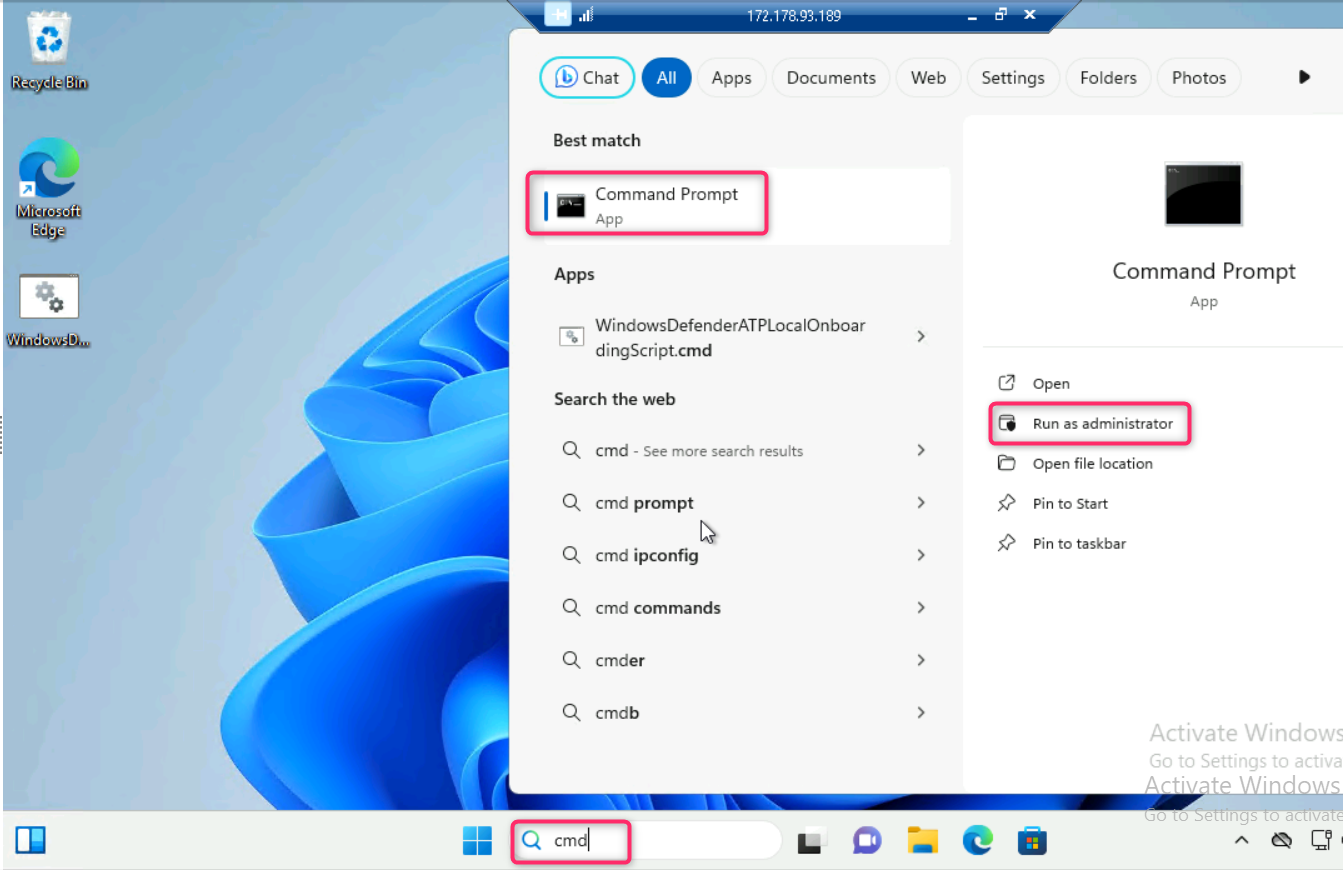 172.178.93.189
Recycle Bin
Microsoft
Edge
WindowsD...
Chat
All
Apps
Documents
Web
Settings
Folders
Photos
Best match
Command Prompt
App
Apps
WindowsDefenderATPLocalOnboar
dingScript.cmd
Search the web
cmd - See more search results
cmd prompt
cmd ipconfig
cmd commands
cmder
cmdb
Command Prompt
App
Open
Run as administrator
Open file location
Pin to Start
Pin to taskbar
Activate Windows
Go to Settings to activa
Activate Windows
Go to Settings to activate
cmd